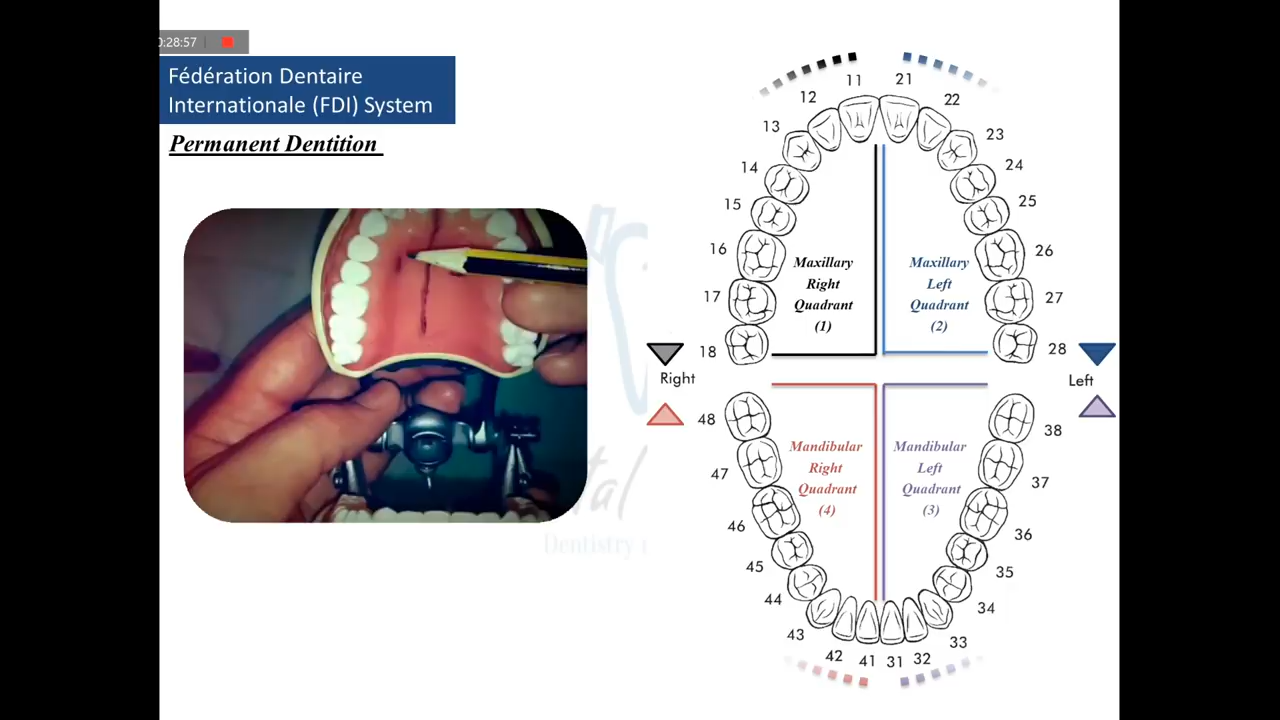 0:28:57
Fédération Dentaire
Internationale (FDI) System
Permanent Dentition
11
21
12
22
13
23
14
24
15
25
16
26
17
27
18
28
Maxillary
Right
Quadrant
(1)
Maxillary
Left
Quadrant
(2)
Right
Left
48
38
47
37
46
36
45
35
44
34
43
33
42
41
31
32
Mandibular
Right
Quadrant
(4)
Mandibular
Left
Quadrant
(3)
Dentistry